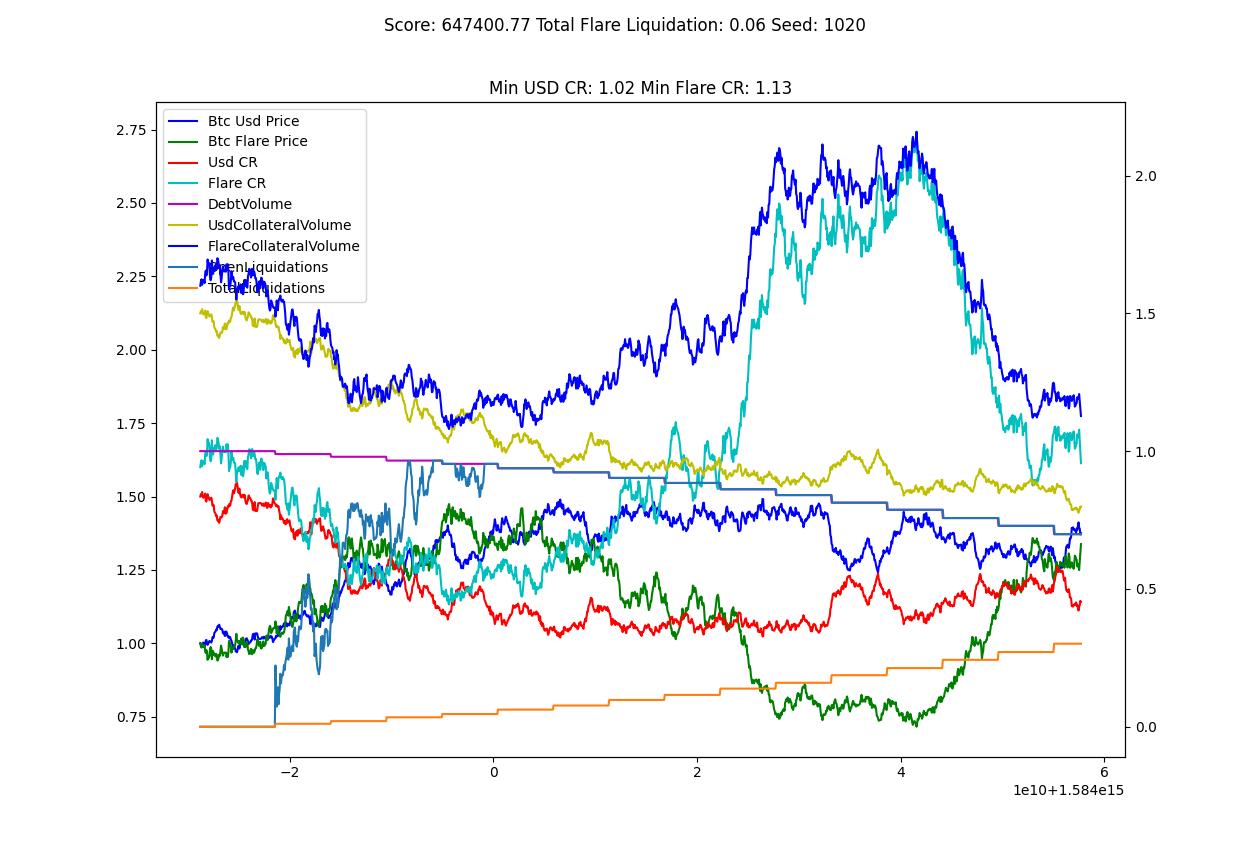 Score: 647400.77 Total Flare Liquidation: 0.06 Seed: 1020
Min USD CR: 1.02 Min Flare CR: 1.13
Btc Usd Price
Btc Flare Price
Usd CR
Flare CR
DebtVolume
UsdCollateralVolume
FlareCollateralVolume
OpenLiquidations
TotalLiquidations
2.75
2.50
2.25
2.00
1.75
1.50
1.25
1.00
0.75
2.0
1.5
1.0
0.5
0.0
−2 0 2 4 6
1e10+1.584e15